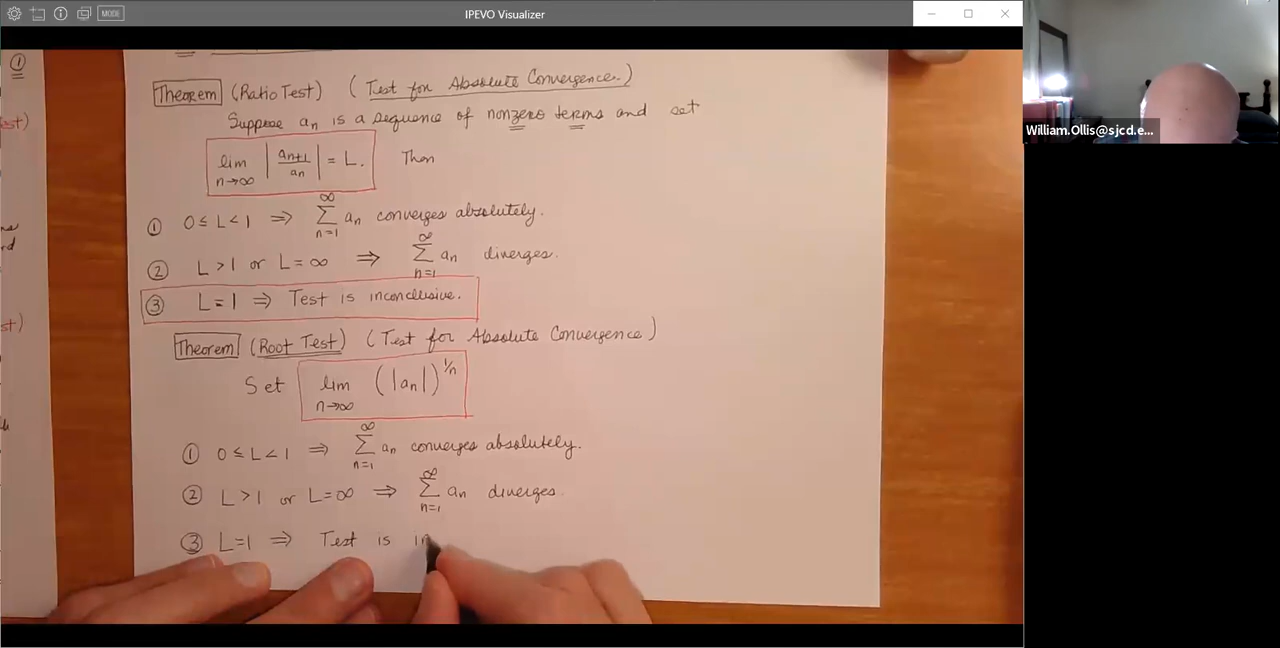 MODE
IPEVO Visualizer
①
Theorem (Ratio Test) (Test for Absolute Convergence.)
Suppose aₙ is a sequence of nonzero terms and set
lim n→∞ | aₙ₊₁ / aₙ | = L. Then
① 0 ≤ L < 1 ⇒ ∑ₙ₌₁^∞ aₙ converges absolutely.
② L > 1 or L = ∞ ⇒ ∑ₙ₌₁^∞ aₙ diverges.
③ L = 1 ⇒ Test is inconclusive.
Theorem (Root Test) (Test for Absolute Convergence)
Set lim n→∞ (|aₙ|)^1/n
① 0 ≤ L < 1 ⇒ ∑ₙ₌₁^∞ aₙ converges absolutely.
② L > 1 or L = ∞ ⇒ ∑ₙ₌₁^∞ aₙ diverges.
③ L = 1 ⇒ Test is in
William.Ollis@sjcd.e...